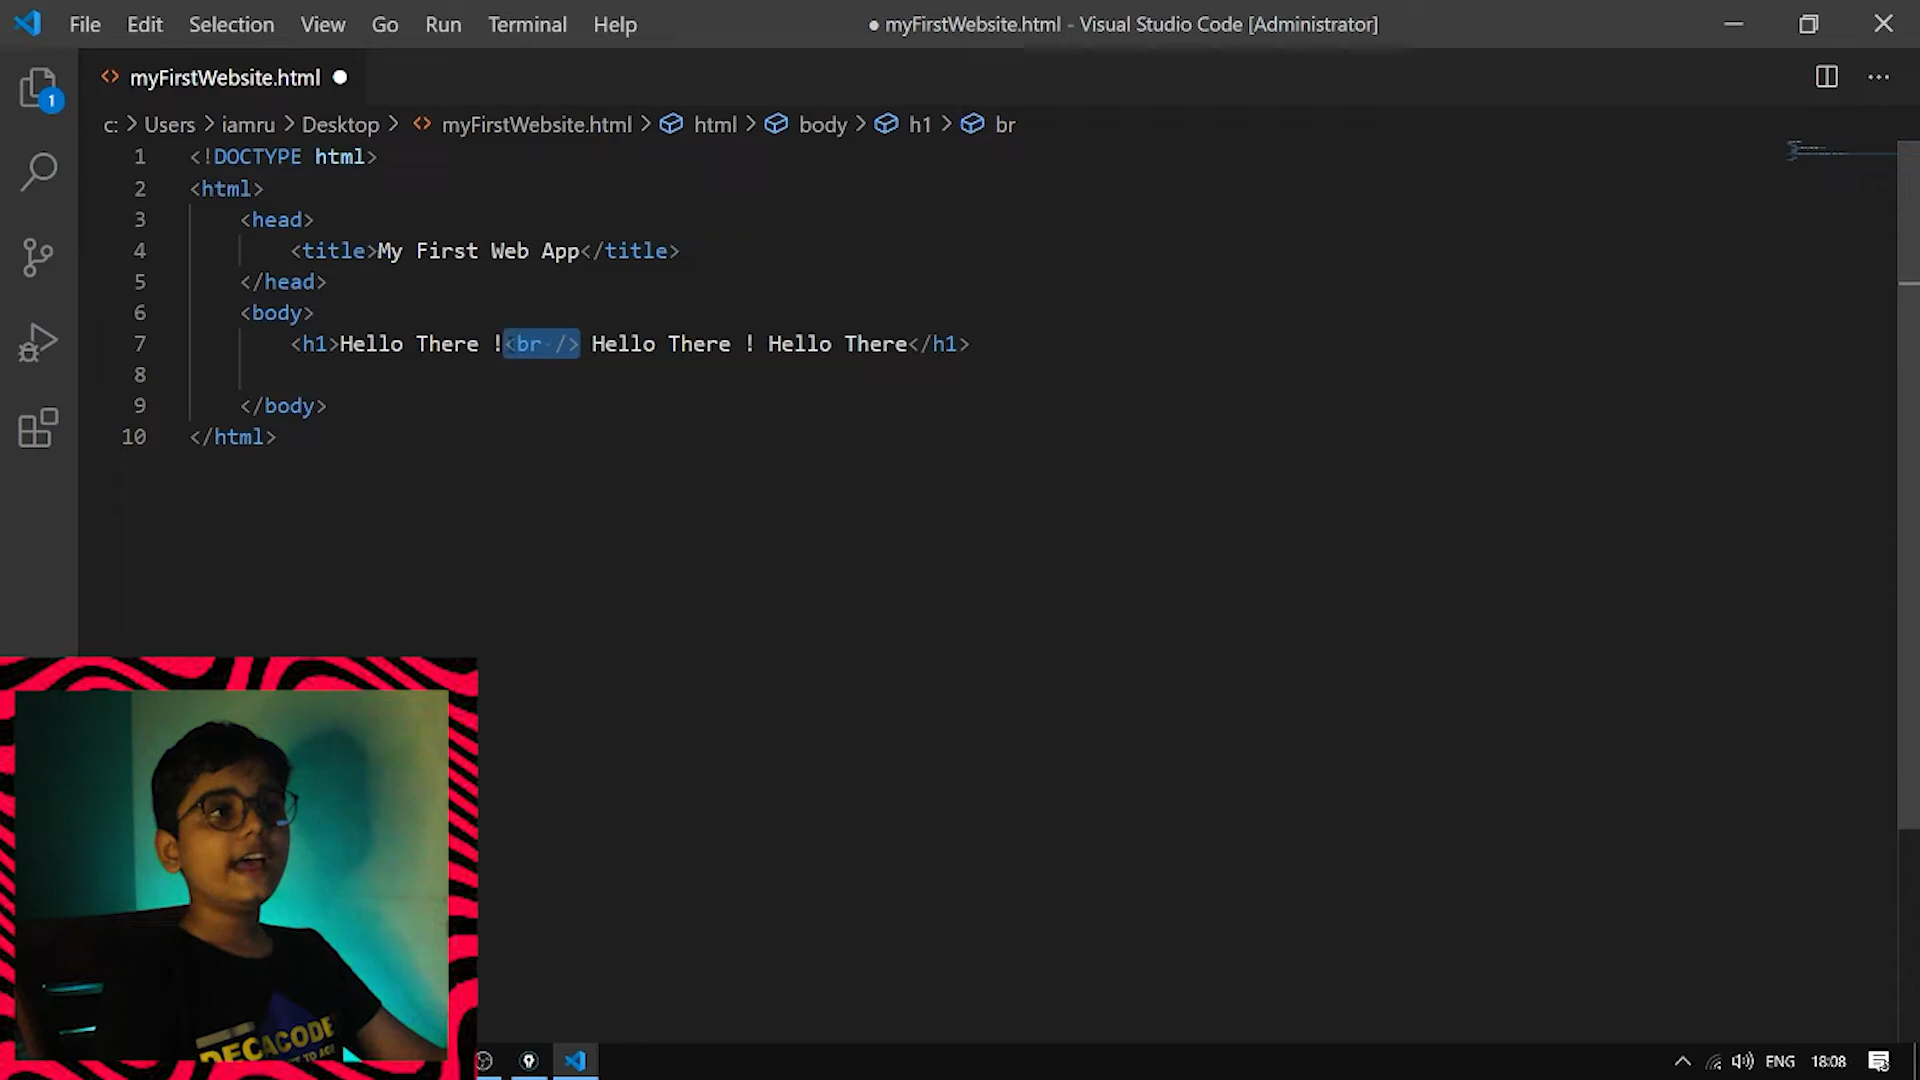 File Edit Selection View Go Run Terminal Help
● myFirstWebsite.html - Visual Studio Code [Administrator]
myFirstWebsite.html ●
1
c: > Users > iamru > Desktop > myFirstWebsite.html > html > body > h1 > br
1 <!DOCTYPE html>
2 <html>
3 <head>
4 <title>My First Web App</title>
5 </head>
6 <body>
7 <h1>Hello There !<br /> Hello There ! Hello There</h1>
8
9 </body>
10 </html>
DECACODE
ENG 18:08